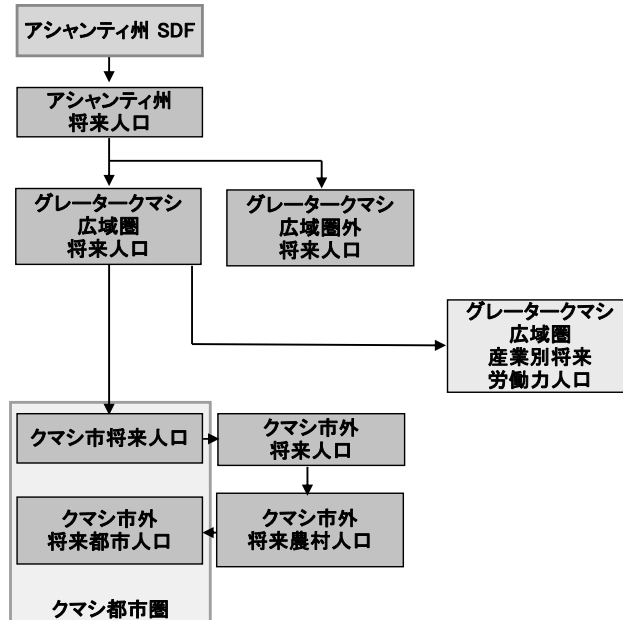 アシャンティ州 SDF
アシャンティ州
将来人口
グレータークマシ
広域圏
将来人口
グレータークマシ
広域圏外
将来人口
グレータークマシ
広域圏
産業別将来
労働力人口
クマシ市将来人口
クマシ市外
将来人口
クマシ市外
将来都市人口
クマシ市外
将来農村人口
クマシ都市圏